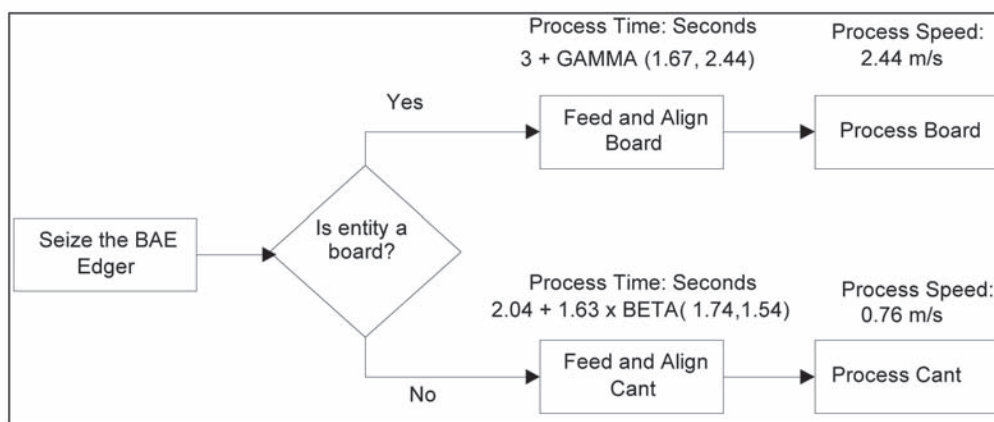 Process Time: Seconds
3 + GAMMA (1.67, 2.44)
Process Speed:
2.44 m/s
Yes
Feed and Align
Board
Process Board
Seize the BAE
Edger
Is entity a
board?
Process Time: Seconds
2.04 + 1.63 x BETA( 1.74,1.54)
Process Speed:
0.76 m/s
No
Feed and Align
Cant
Process Cant